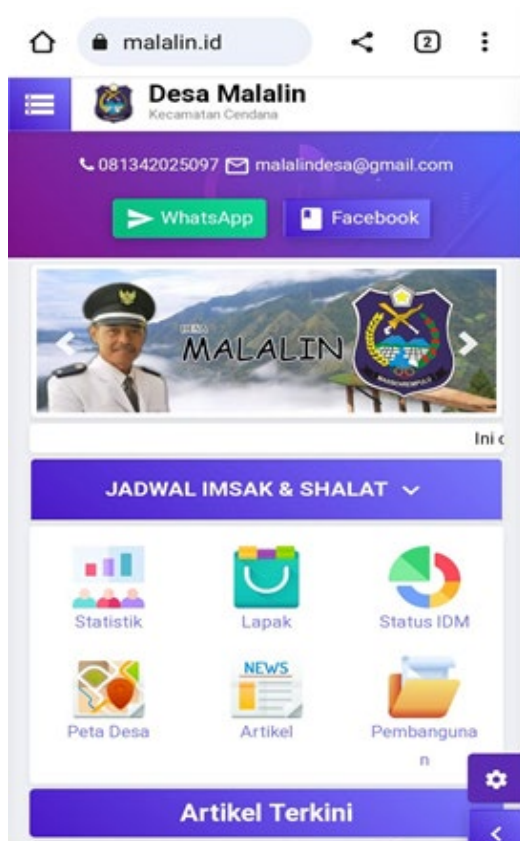 malalin.id
2
Desa Malalin
Kecamatan Cendana
081342025097 malalindesa@gmail.com
WhatsApp
Facebook
DESA
MALALIN
MASSENREMPULU
Ini
JADWAL IMSAK & SHALAT
Statistik
Lapak
Status IDM
NEWS
Peta Desa
Artikel
Pembanguna
n
Artikel Terkini